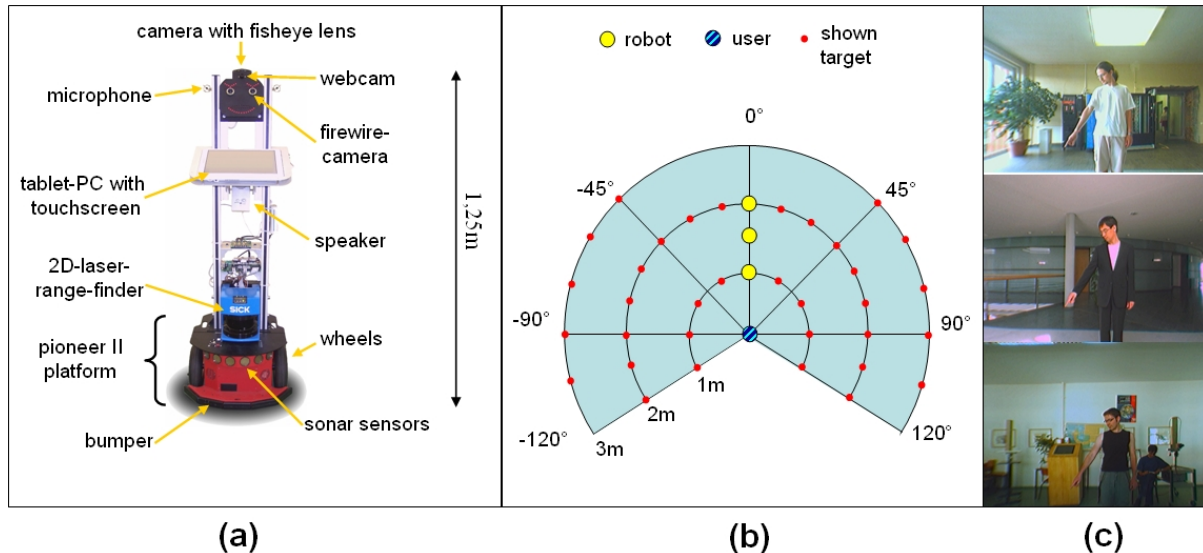 camera with fisheye lens
webcam
microphone
firewire-
camera
tablet-PC with
touchscreen
speaker
1,25m
2D-laser-
range-finder
SICK
pioneer II
platform
wheels
sonar sensors
bumper
(a)
robot
user
shown
target
0°
-45°
45°
-90°
90°
1m
2m
3m
-120°
120°
(b)
(c)